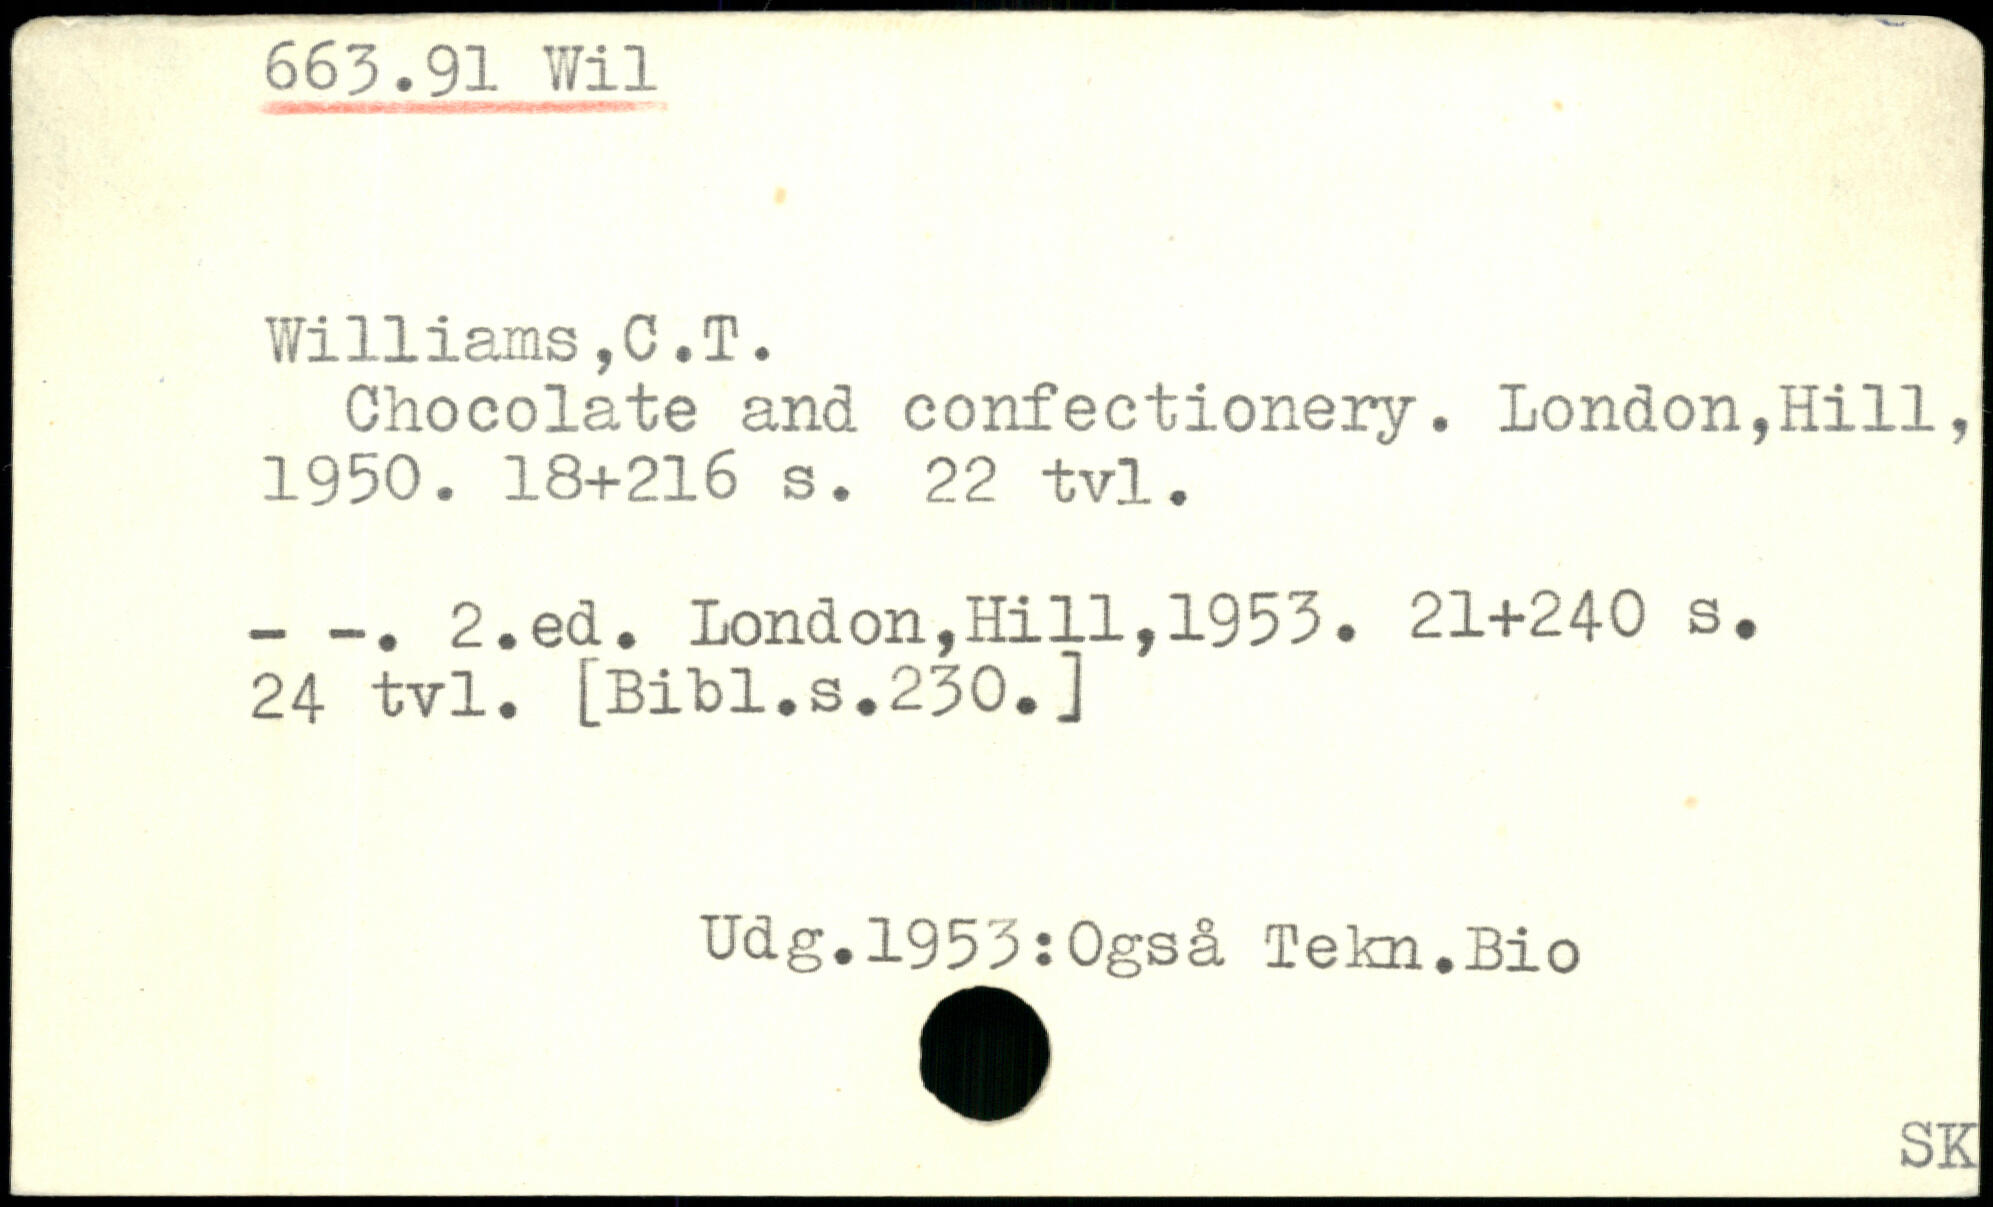 663.91 Wil
Williams,C.T.
Chocolate and confectionery. London,Hill,
1950. 18+216 s. 22 tvl.
- -. 2.ed. London,Hill,1953. 21+240 s.
24 tvl. [Bibl.s.230.]
Udg.1953:Også Tekn.Bio
SK